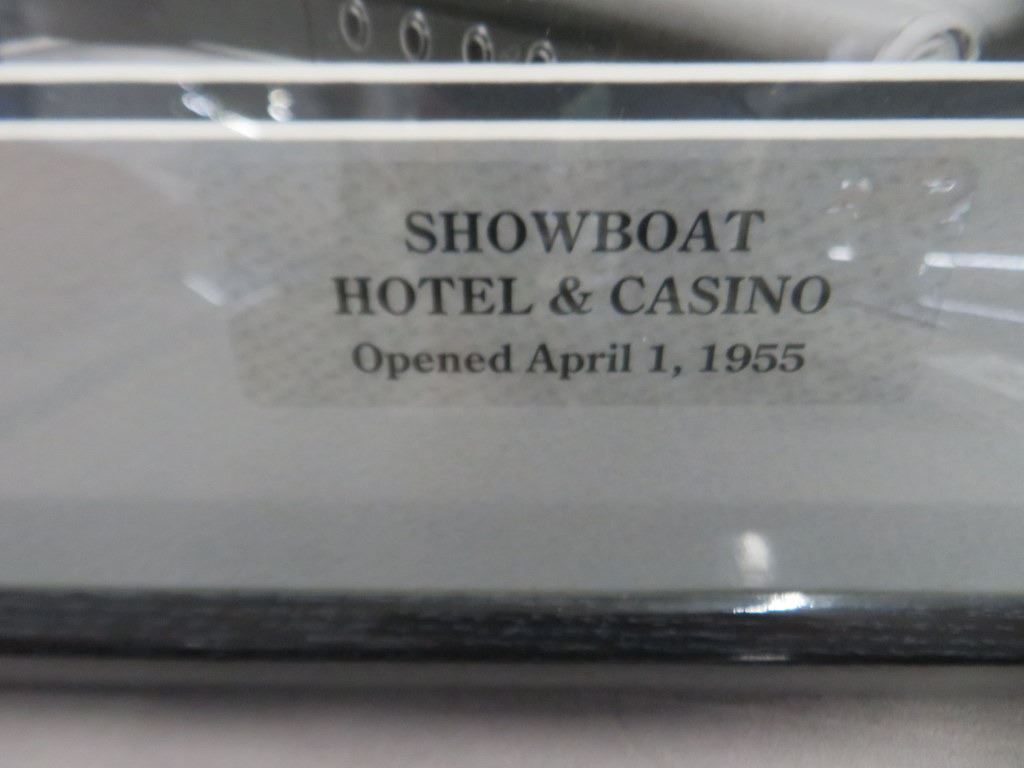 SHOWBOAT
HOTEL & CASINO
Opened April 1, 1955